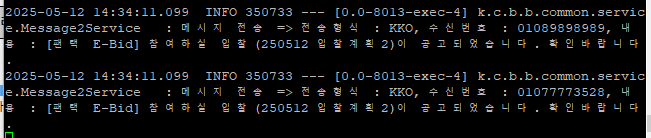 2025-05-12 14:34:11.099  INFO 350733 --- [0.0-8013-exec-4] k.c.b.b.common.servic
e.Message2Service   : 메시지 전송 => 전송형식 : KKO, 수신번호 : 01089898989, 내
용 : [팬택 E-Bid] 참여하실 입찰(250512 입찰계획2)이 공고되었습니다. 확인바랍니다
.
2025-05-12 14:34:11.099  INFO 350733 --- [0.0-8013-exec-4] k.c.b.b.common.servic
e.Message2Service   : 메시지 전송 => 전송형식 : KKO, 수신번호 : 01077773528, 내
용 : [팬택 E-Bid] 참여하실 입찰(250512 입찰계획2)이 공고되었습니다. 확인바랍니다
.